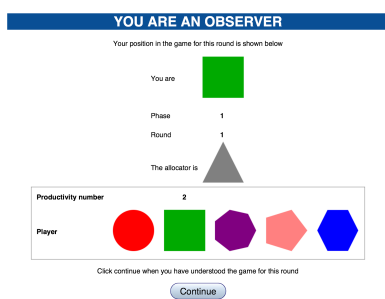 YOU ARE AN OBSERVER
Your position in the game for this round is shown below
You are
Phase 1
Round 1
The allocator is
Productivity number 2
Player
Click continue when you have understood the game for this round
Continue